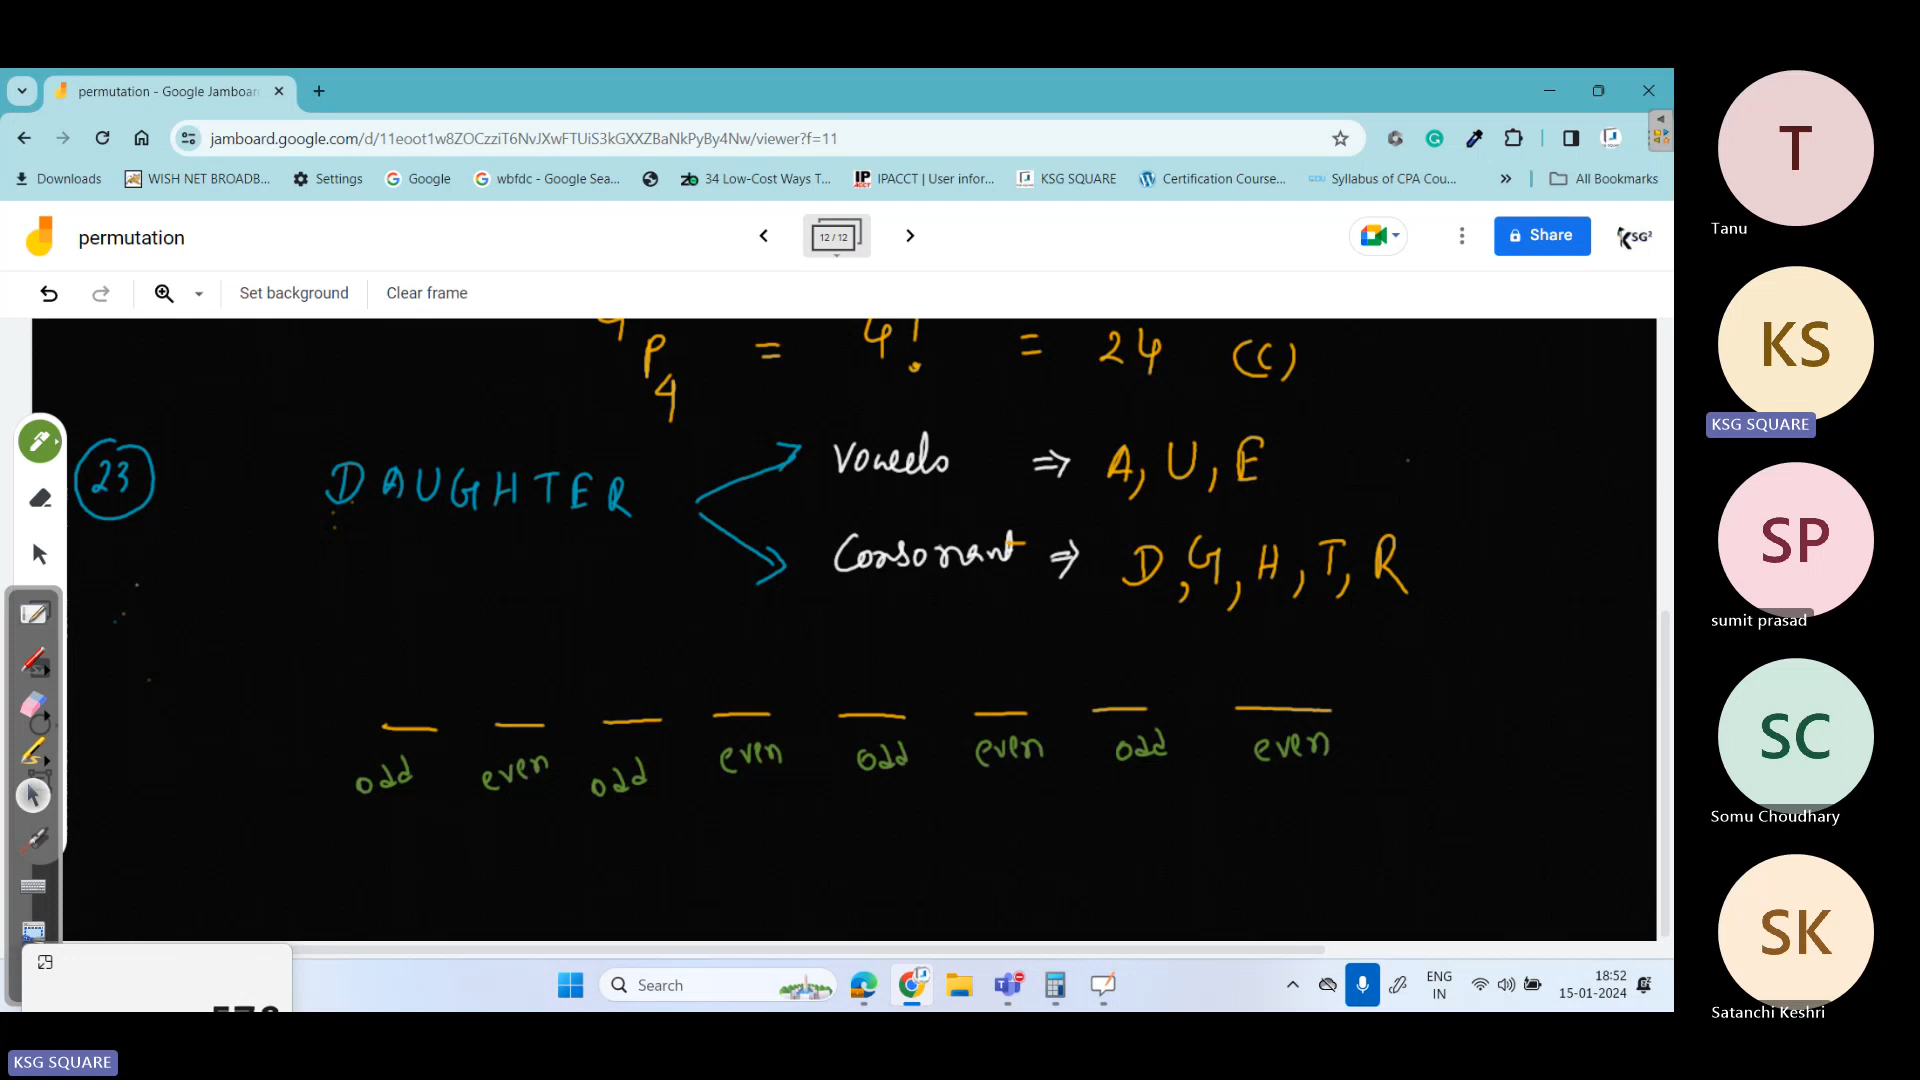 permutation - Google Jamboar
jamboard.google.com/d/11eoot1w8ZOCzziT6NvJXwFTUiS3kGXXZBaNkPyBy4Nw/viewer?f=11
Downloads WISH NET BROADB... Settings Google wbfdc - Google Sea... 34 Low-Cost Ways T... IPACCT | User infor... KSG SQUARE Certification Course... Syllabus of CPA Cou... » All Bookmarks
permutation
12 / 12
Share
KSG²
Set background Clear frame
4P4 = 4! = 24 (C)
23 DAUGHTER
Vowels ⇒ A, U, E
Consonant ⇒ D, G, H, T, R
odd even odd even odd even odd even
Search
ENG
IN
18:52
15-01-2024
KSG SQUARE
T
Tanu
KS
KSG SQUARE
SP
sumit prasad
SC
Somu Choudhary
SK
Satanchi Keshri